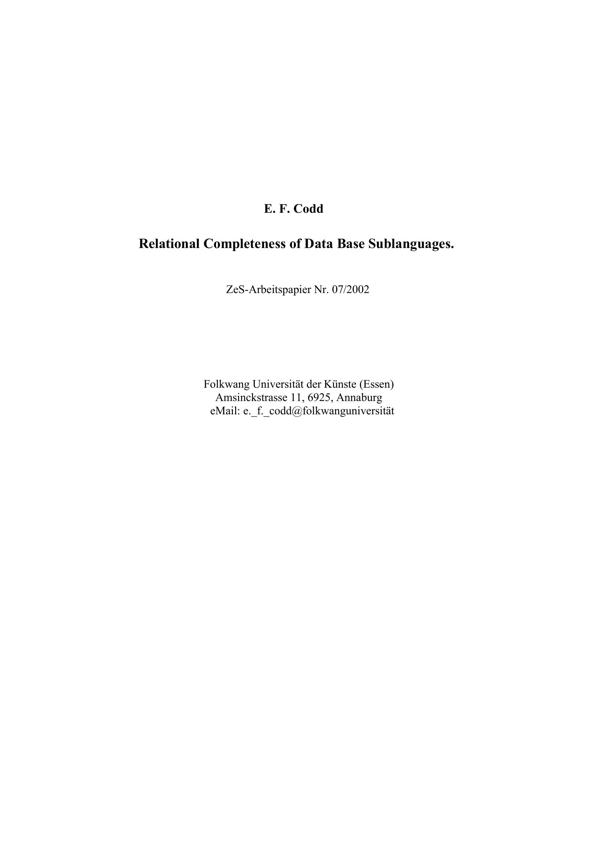 E. F. Codd
Relational Completeness of Data Base Sublanguages.
ZeS-Arbeitspapier Nr. 07/2002
Folkwang Universität der Künste (Essen)
Amsinckstrasse 11, 6925, Annaburg
eMail: e._f._codd@folkwanguniversität